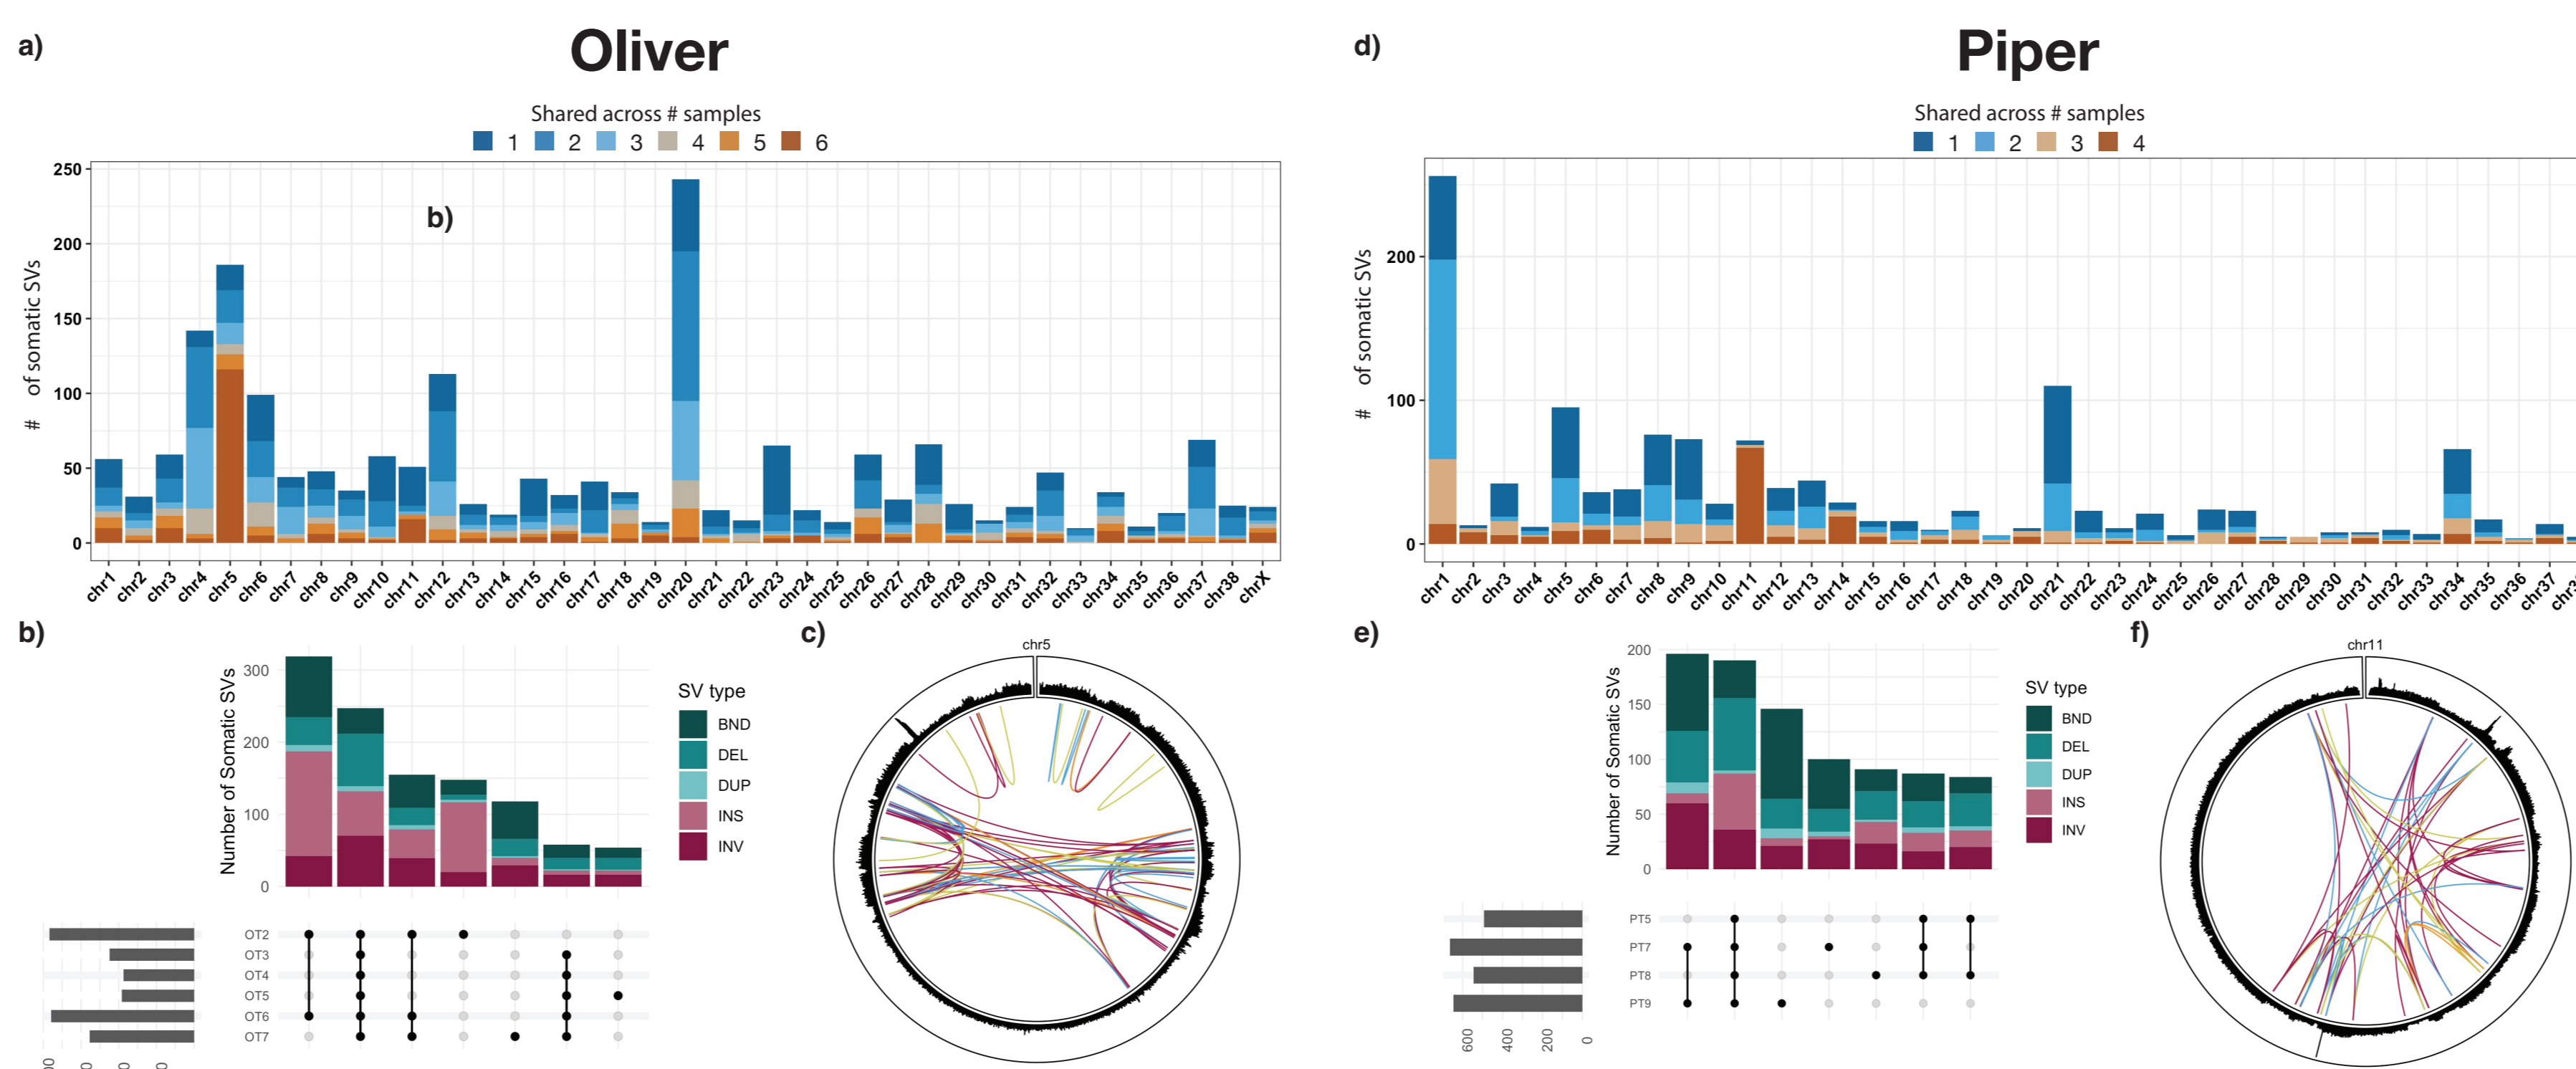 a)
Oliver
Shared across # samples
1 2 3 4 5 6
b)
# of somatic SVs
250
200
150
100
50
0
chr1 chr2 chr3 chr4 chr5 chr6 chr7 chr8 chr9 chr10 chr11 chr12 chr13 chr14 chr15 chr16 chr17 chr18 chr19 chr20 chr21 chr22 chr23 chr24 chr25 chr26 chr27 chr28 chr29 chr30 chr31 chr32 chr33 chr34 chr35 chr36 chr37 chr38 chrX
d)
Piper
Shared across # samples
1 2 3 4
# of somatic SVs
200
100
0
chr1 chr2 chr3 chr4 chr5 chr6 chr7 chr8 chr9 chr10 chr11 chr12 chr13 chr14 chr15 chr16 chr17 chr18 chr19 chr20 chr21 chr22 chr23 chr24 chr25 chr26 chr27 chr28 chr29 chr30 chr31 chr32 chr33 chr34 chr35 chr36 chr37
b)
Number of Somatic SVs
300
200
100
0
SV type
BND
DEL
DUP
INS
INV
OT2
OT3
OT4
OT5
OT6
OT7
c)
chr5
e)
Number of Somatic SVs
200
150
100
50
0
SV type
BND
DEL
DUP
INS
INV
PT5
PT7
PT8
PT9
600 400 200 0
f)
chr11